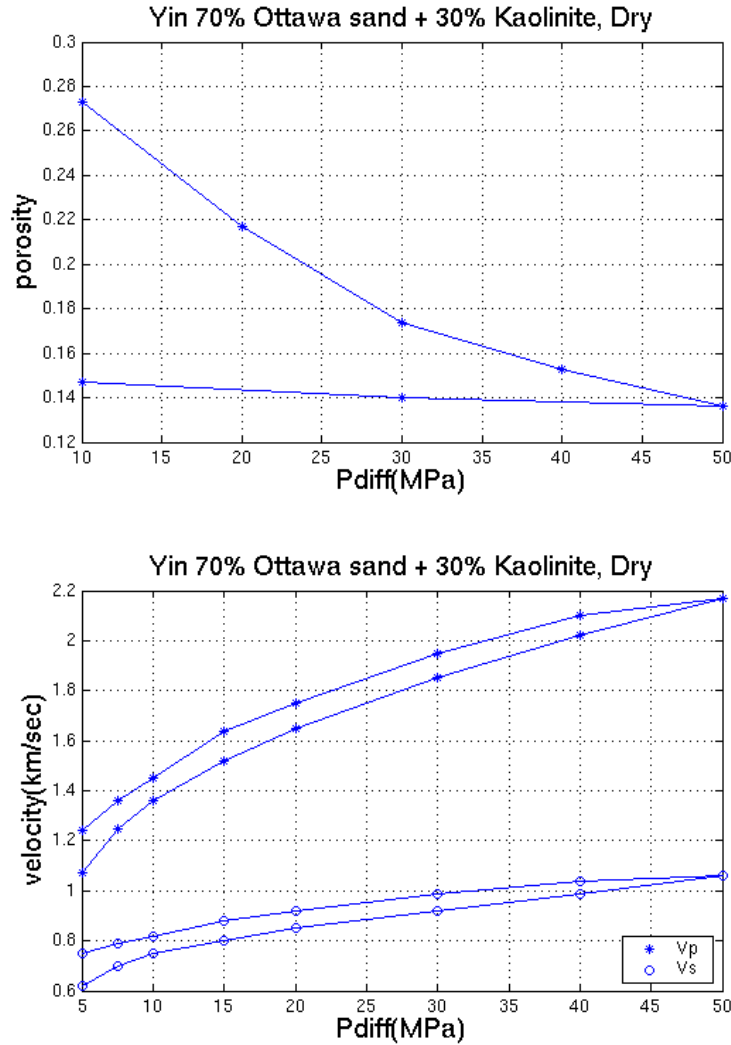 Yin 70% Ottawa sand + 30% Kaolinite, Dry
0.3
0.28
0.26
0.24
0.22
0.2
0.18
0.16
0.14
0.12
porosity
10 15 20 25 30 35 40 45 50
Pdiff(MPa)
Yin 70% Ottawa sand + 30% Kaolinite, Dry
2.2
2
1.8
1.6
1.4
1.2
1
0.8
0.6
velocity(km/sec)
Vp
Vs
5 10 15 20 25 30 35 40 45 50
Pdiff(MPa)